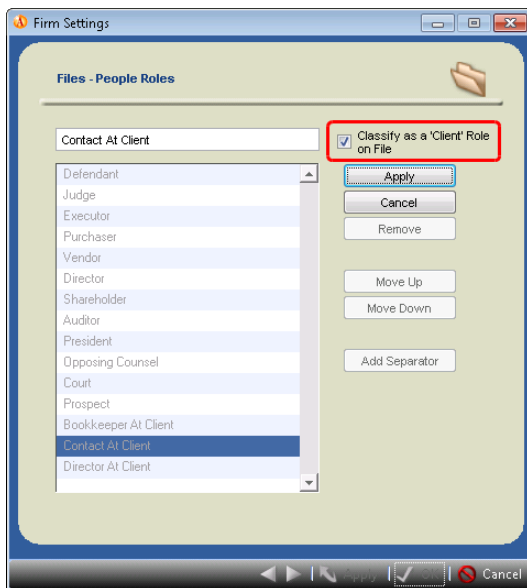 Firm Settings
Files - People Roles
Contact At Client
Classify as a 'Client' Role
on File
Defendant
Judge
Executor
Purchaser
Vendor
Director
Shareholder
Auditor
President
Opposing Counsel
Court
Prospect
Bookkeeper At Client
Contact At Client
Director At Client
Apply
Cancel
Remove
Move Up
Move Down
Add Separator
Apply
OK
Cancel